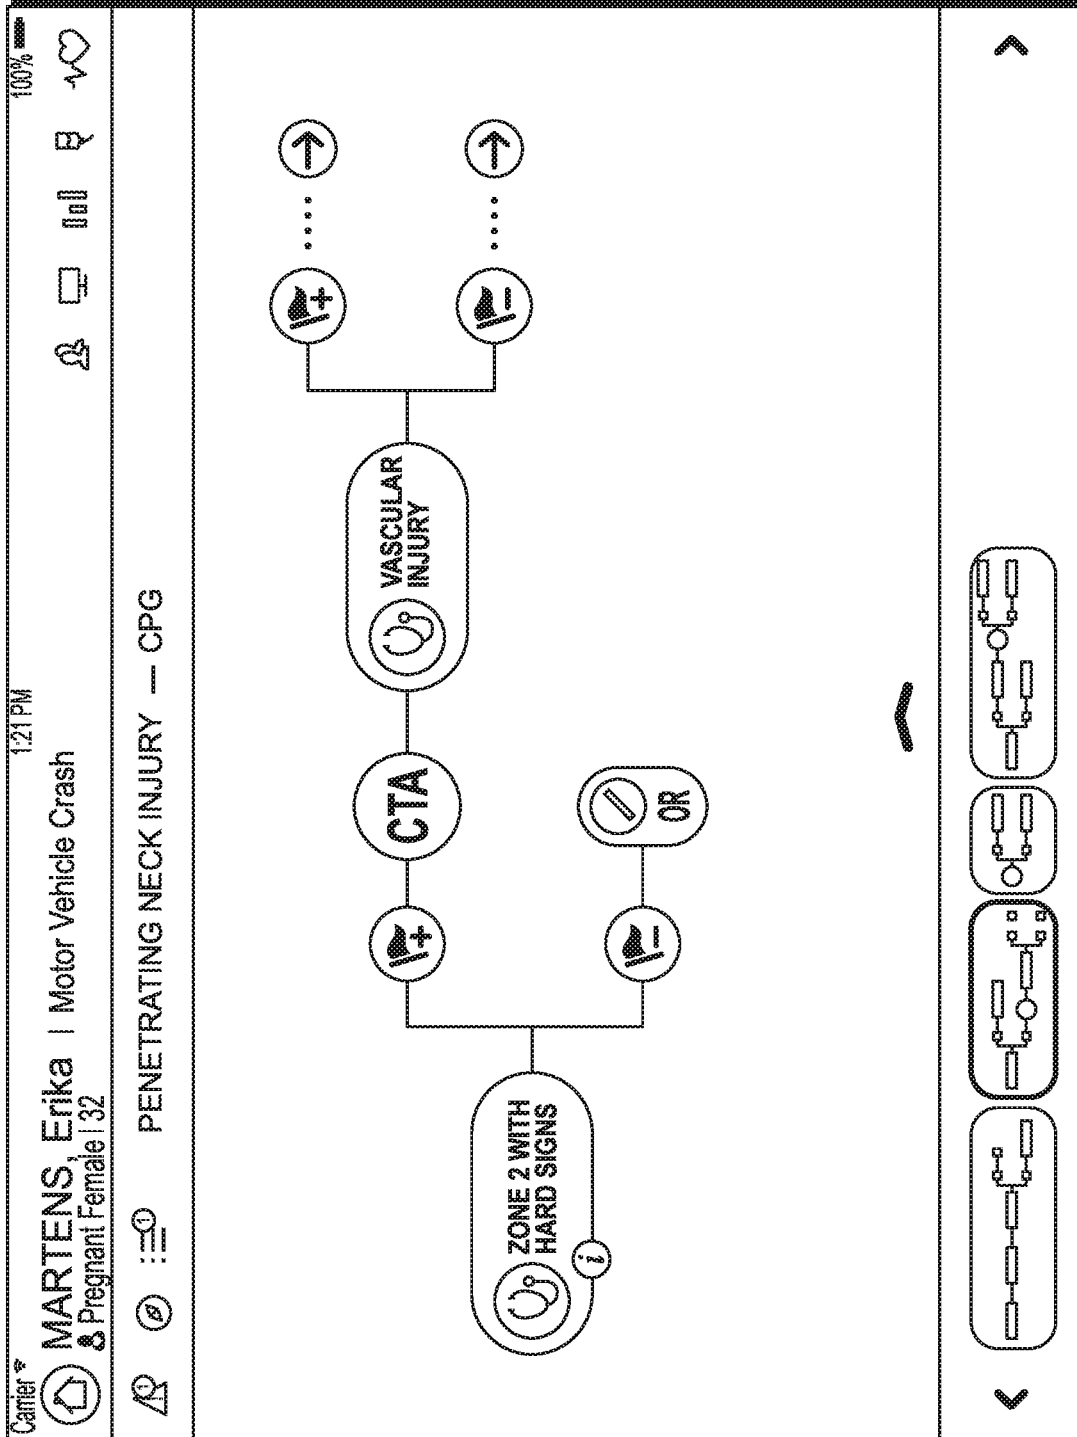 Carrier 1:21 PM 100%
MARTENS, Erika | Motor Vehicle Crash
Pregnant Female | 32
1 1 PENETRATING NECK INJURY — CPG
ZONE 2 WITH
HARD SIGNS
i
+
CTA
VASCULAR
INJURY
+
−
−
OR